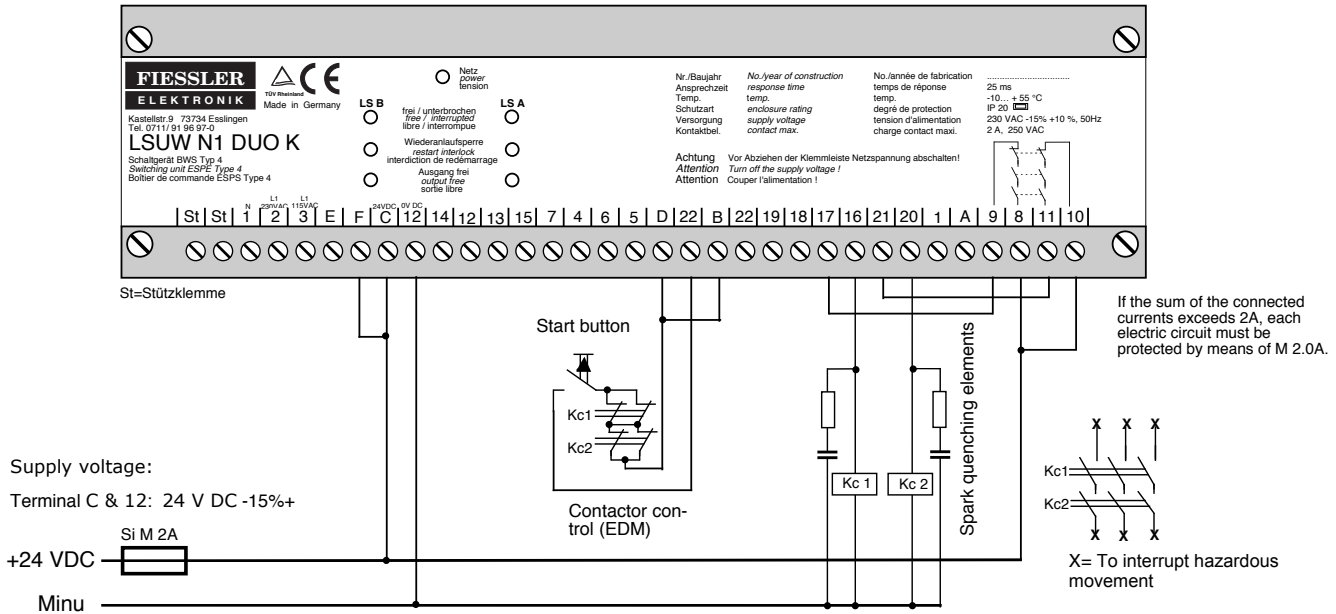 FIESSLER
ELEKTRONIK
TÜV Rheinland
CE
Made in Germany
Kastellstr.9 73734 Esslingen
Tel. 0711/ 91 96 97-0
LSUW N1 DUO K
Schaltgerät BWS Typ 4
Switching unit ESPE Type 4
Boîtier de commande ESPS Type 4
Netz
power
tension
LS B
LS A
frei / unterbrochen
free / interrupted
libre / interrompue
Wiederanlaufsperre
restart interlock
interdiction de redémarrage
Ausgang frei
output free
sortie libre
Nr./Baujahr No./year of construction No./année de fabrication ................................
Ansprechzeit response time temps de réponse 25 ms
Temp. temp. temp. -10... + 55 °C
Schutzart enclosure rating degré de protection IP 20
Versorgung supply voltage tension d'alimentation 230 VAC -15% +10 %, 50Hz
Kontaktbel. contact max. charge contact maxi. 2 A, 250 VAC
Achtung Vor Abziehen der Klemmleiste Netzspannung abschalten!
Attention Turn off the supply voltage !
Attention Couper l'alimentation !
N L1 230VAC L1 115VAC 24VDC 0V DC
St St 1 2 3 E F C 12 14 12 13 15 7 4 6 5 D 22 B 22 19 18 17 16 21 20 1 A 9 8 11 10
St=Stützklemme
If the sum of the connected
currents exceeds 2A, each
electric circuit must be
protected by means of M 2.0A.
Start button
Kc1
Kc2
Contactor con-
trol (EDM)
Spark quenching elements
Kc 1
Kc 2
X X X
Kc1
Kc2
X X X
X= To interrupt hazardous
movement
Supply voltage:
Terminal C & 12: 24 V DC -15%+
Si M 2A
+24 VDC
Minu